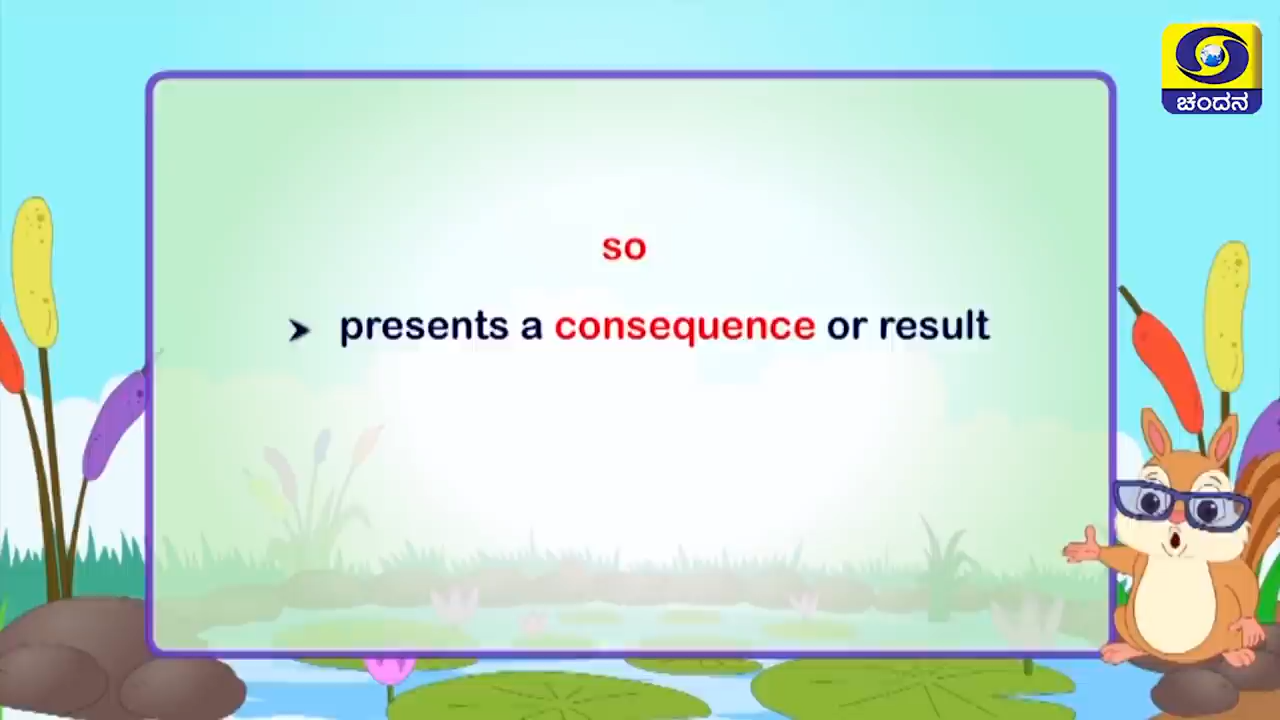 ಚಂದನ
so
➤ presents a consequence or result